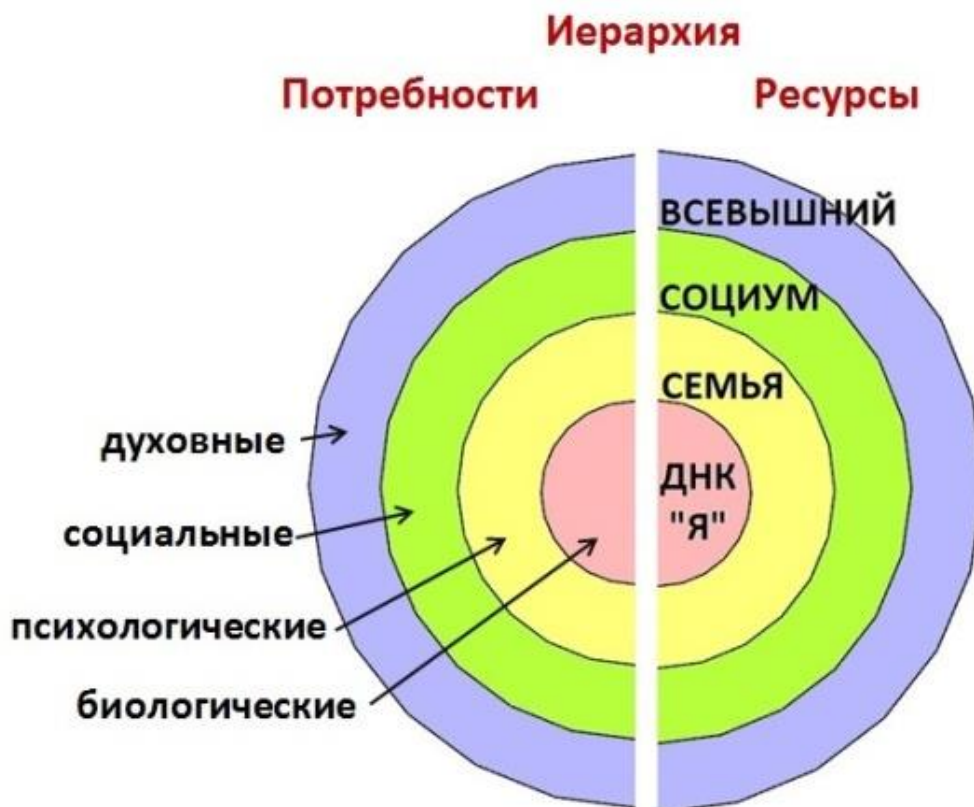 Иерархия
Потребности
Ресурсы
ВСЕВЫШНИЙ
СОЦИУМ
СЕМЬЯ
ДНК
"Я"
духовные
социальные
психологические
биологические